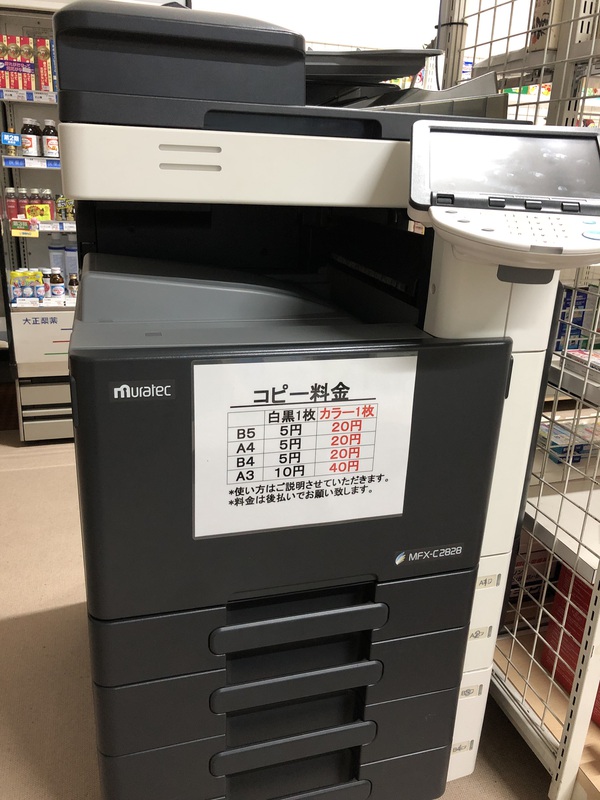 第2類
大正製薬
muratec
コピー料金
白黒1枚 カラー1枚
B5 5円 20円
A4 5円 20円
B4 5円 20円
A3 10円 40円
*使い方はご説明させていただきます。
*料金は後払いでお願い致します。
MFX-C2828